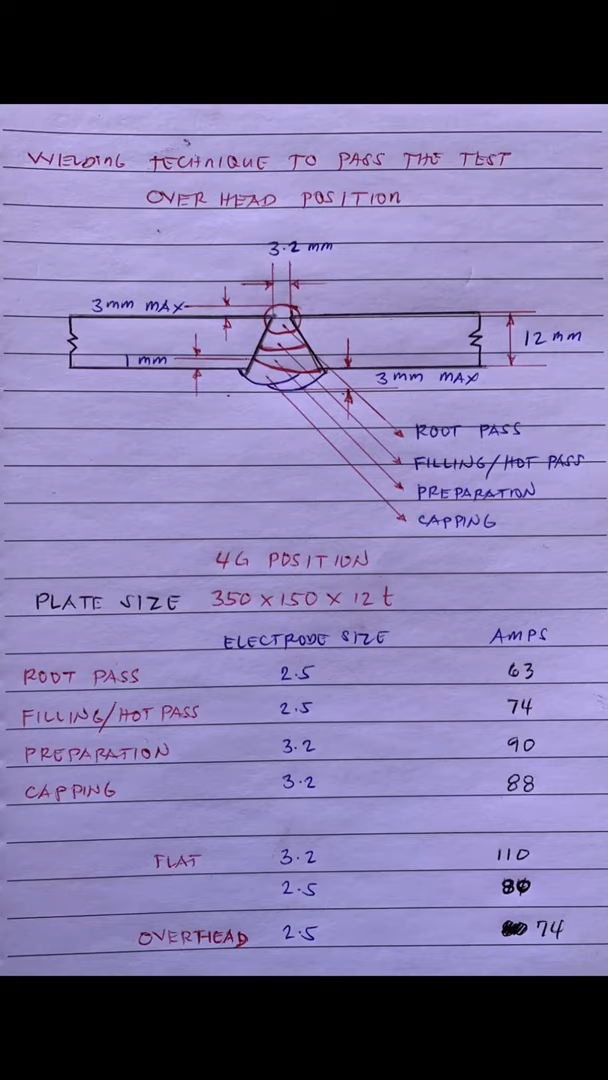 WIELDING TECHNIQUE TO PASS THE TEST
OVER HEAD POSITION
3.2 mm
3mm MAX
1 mm
12 mm
3 mm MAX
ROOT PASS
FILLING/HOT PASS
PREPARATION
CAPPING
4G POSITION
PLATE SIZE 350 x 150 x 12 t
ELECTRODE SIZE AMPS
ROOT PASS 2.5 63
FILLING/HOT PASS 2.5 74
PREPARATION 3.2 90
CAPPING 3.2 88
FLAT 3.2 110
2.5 80
OVERHEAD 2.5 74